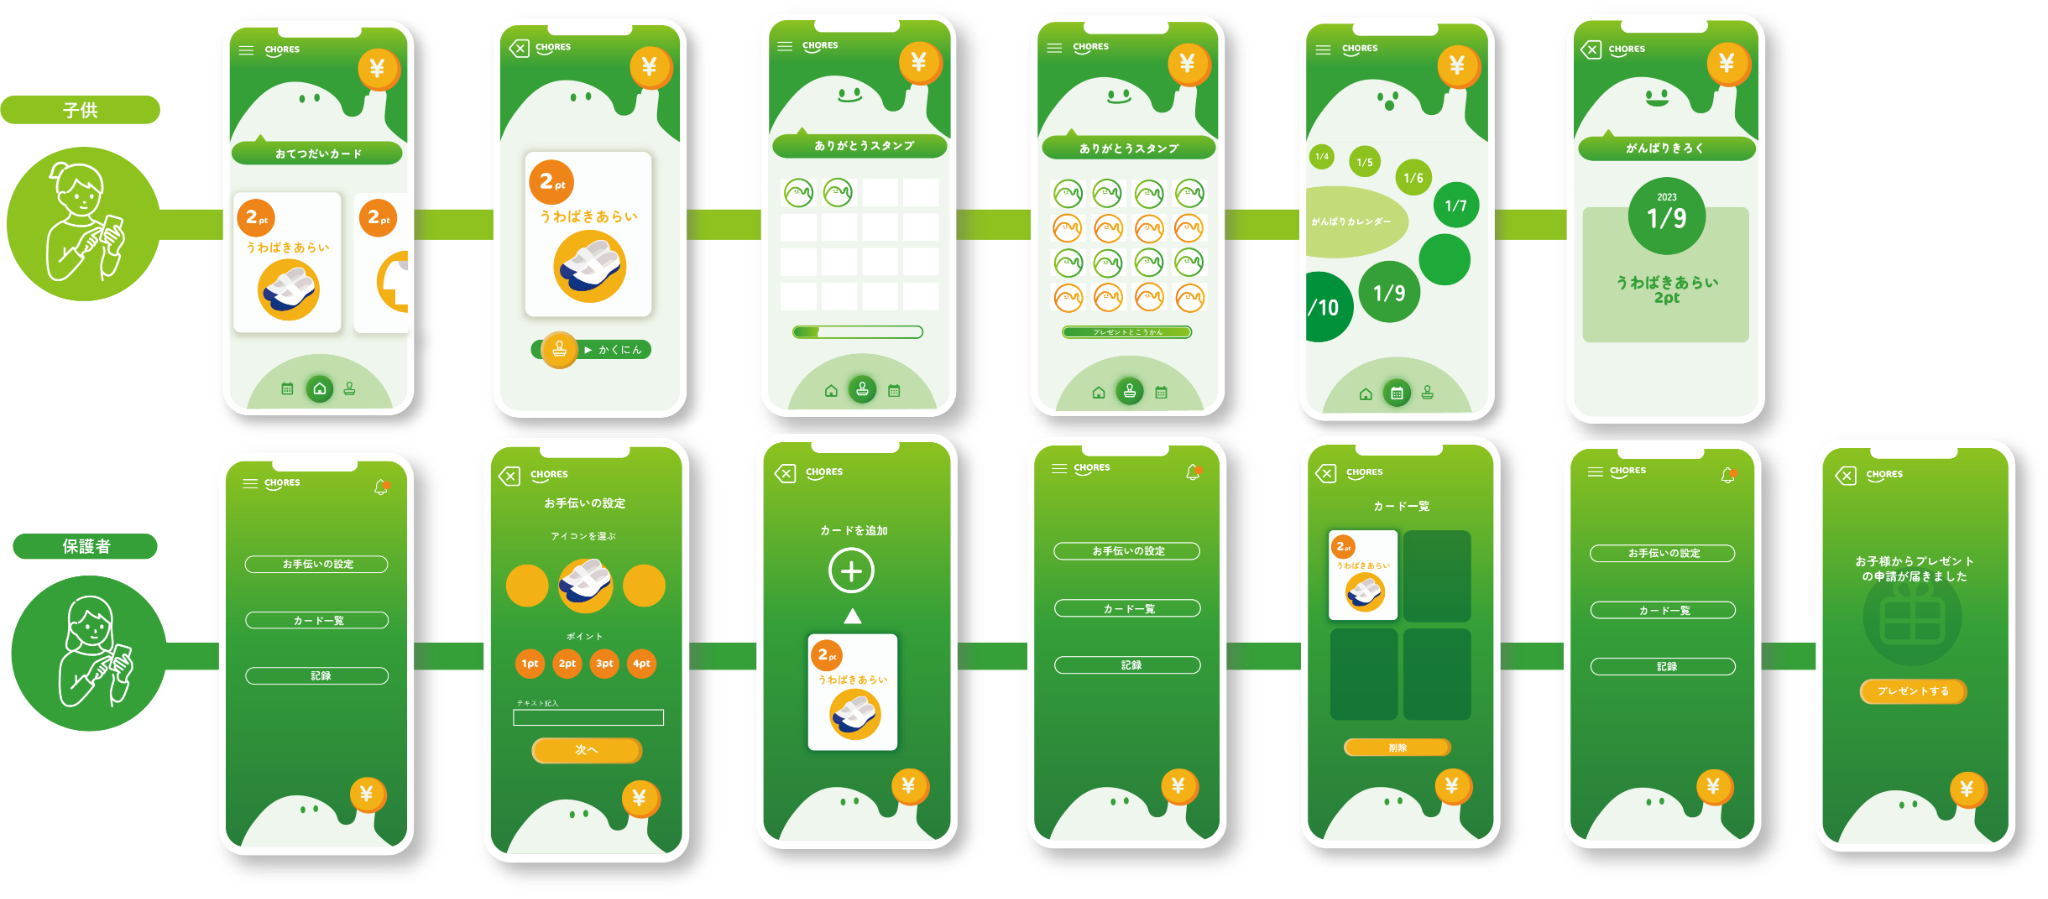 子供
CHORES
¥
おてつだいカード
2pt
うわばきあらい
2pt
CHORES
¥
2pt
うわばきあらい
▶ かくにん
CHORES
¥
ありがとうスタンプ
CHORES
¥
ありがとうスタンプ
プレゼントとこうかん
CHORES
¥
1/4
1/5
1/6
1/7
がんばりカレンダー
1/9
/10
CHORES
¥
がんばりきろく
2023
1/9
うわばきあらい
2pt
保護者
CHORES
お手伝いの設定
カード一覧
記録
¥
CHORES
お手伝いの設定
アイコンを選ぶ
ポイント
1pt 2pt 3pt 4pt
テキスト記入
次へ
¥
CHORES
カードを追加
2pt
うわばきあらい
¥
CHORES
お手伝いの設定
カード一覧
記録
¥
CHORES
カード一覧
2pt
うわばきあらい
削除
¥
CHORES
お手伝いの設定
カード一覧
記録
¥
CHORES
お子様からプレゼント
の申請が届きました
プレゼントする
¥